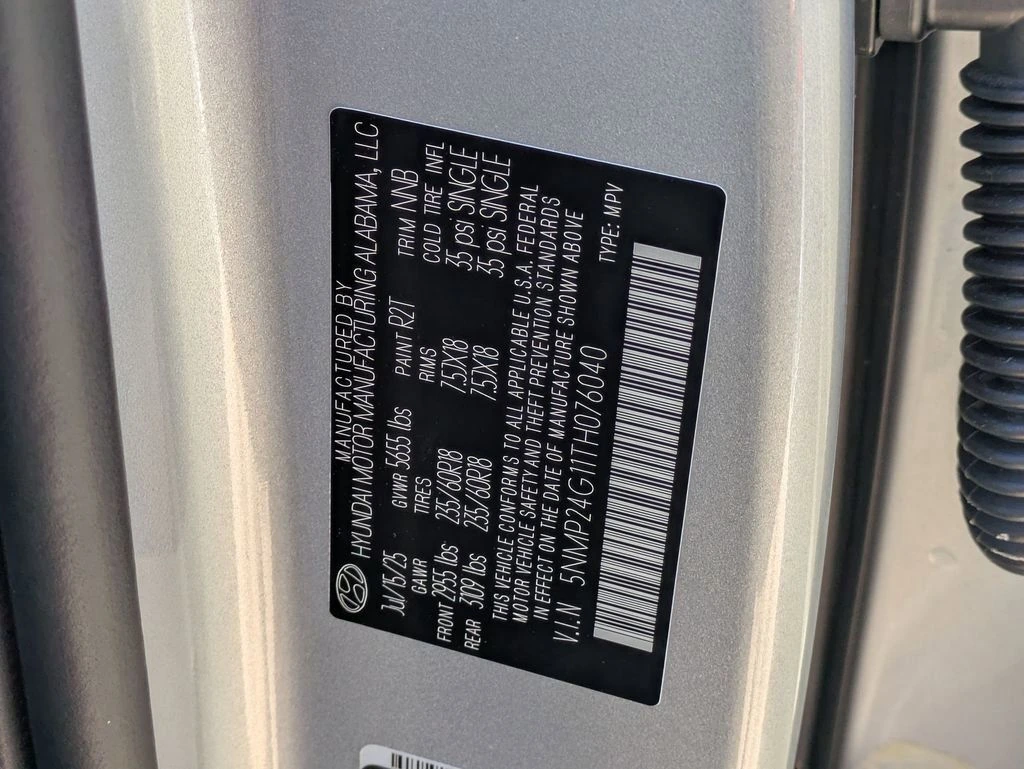 MANUFACTURED BY
HYUNDAI MOTOR MANUFACTURING ALABAMA, LLC
JUL/15/25 GVWR 5655 lbs PAINT R2T TRIM NNB
GAWR TIRES RIMS COLD TIRE INFL
FRONT 2955 lbs 235/60R18 7.5JX18 35 psi SINGLE
REAR 3109 lbs 235/60R18 7.5JX18 35 psi SINGLE
THIS VEHICLE CONFORMS TO ALL APPLICABLE U.S.A. FEDERAL
MOTOR VEHICLE SAFETY AND THEFT PREVENTION STANDARDS
IN EFFECT ON THE DATE OF MANUFACTURE SHOWN ABOVE
V.I.N 5NMP24G11TH076040 TYPE: MPV